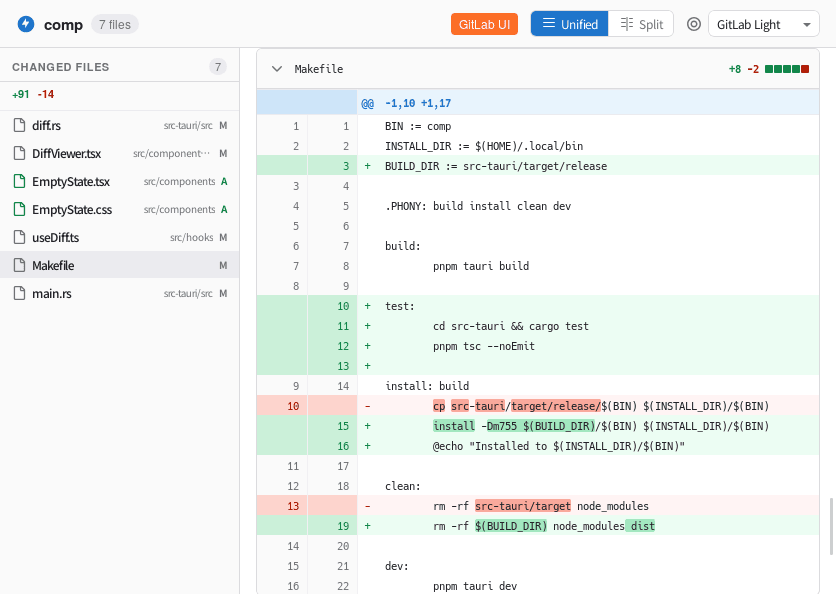 comp 7 files GitLab UI Unified Split GitLab Light
CHANGED FILES 7
+91 -14
diff.rs src-tauri/src M
DiffViewer.tsx src/component··· M
EmptyState.tsx src/components A
EmptyState.css src/components A
useDiff.ts src/hooks M
Makefile M
main.rs src-tauri/src M
Makefile +8 -2
@@ -1,10 +1,17
1 1 BIN := comp
2 2 INSTALL_DIR := $(HOME)/.local/bin
3 + BUILD_DIR := src-tauri/target/release
3 4
4 5 .PHONY: build install clean dev
5 6
6 7 build:
7 8 pnpm tauri build
8 9
10 + test:
11 + cd src-tauri && cargo test
12 + pnpm tsc --noEmit
13 +
9 14 install: build
10 - cp src-tauri/target/release/$(BIN) $(INSTALL_DIR)/$(BIN)
15 + install -Dm755 $(BUILD_DIR)/$(BIN) $(INSTALL_DIR)/$(BIN)
16 + @echo "Installed to $(INSTALL_DIR)/$(BIN)"
11 17
12 18 clean:
13 - rm -rf src-tauri/target node_modules
19 + rm -rf $(BUILD_DIR) node_modules dist
14 20
15 21 dev:
16 22 pnpm tauri dev